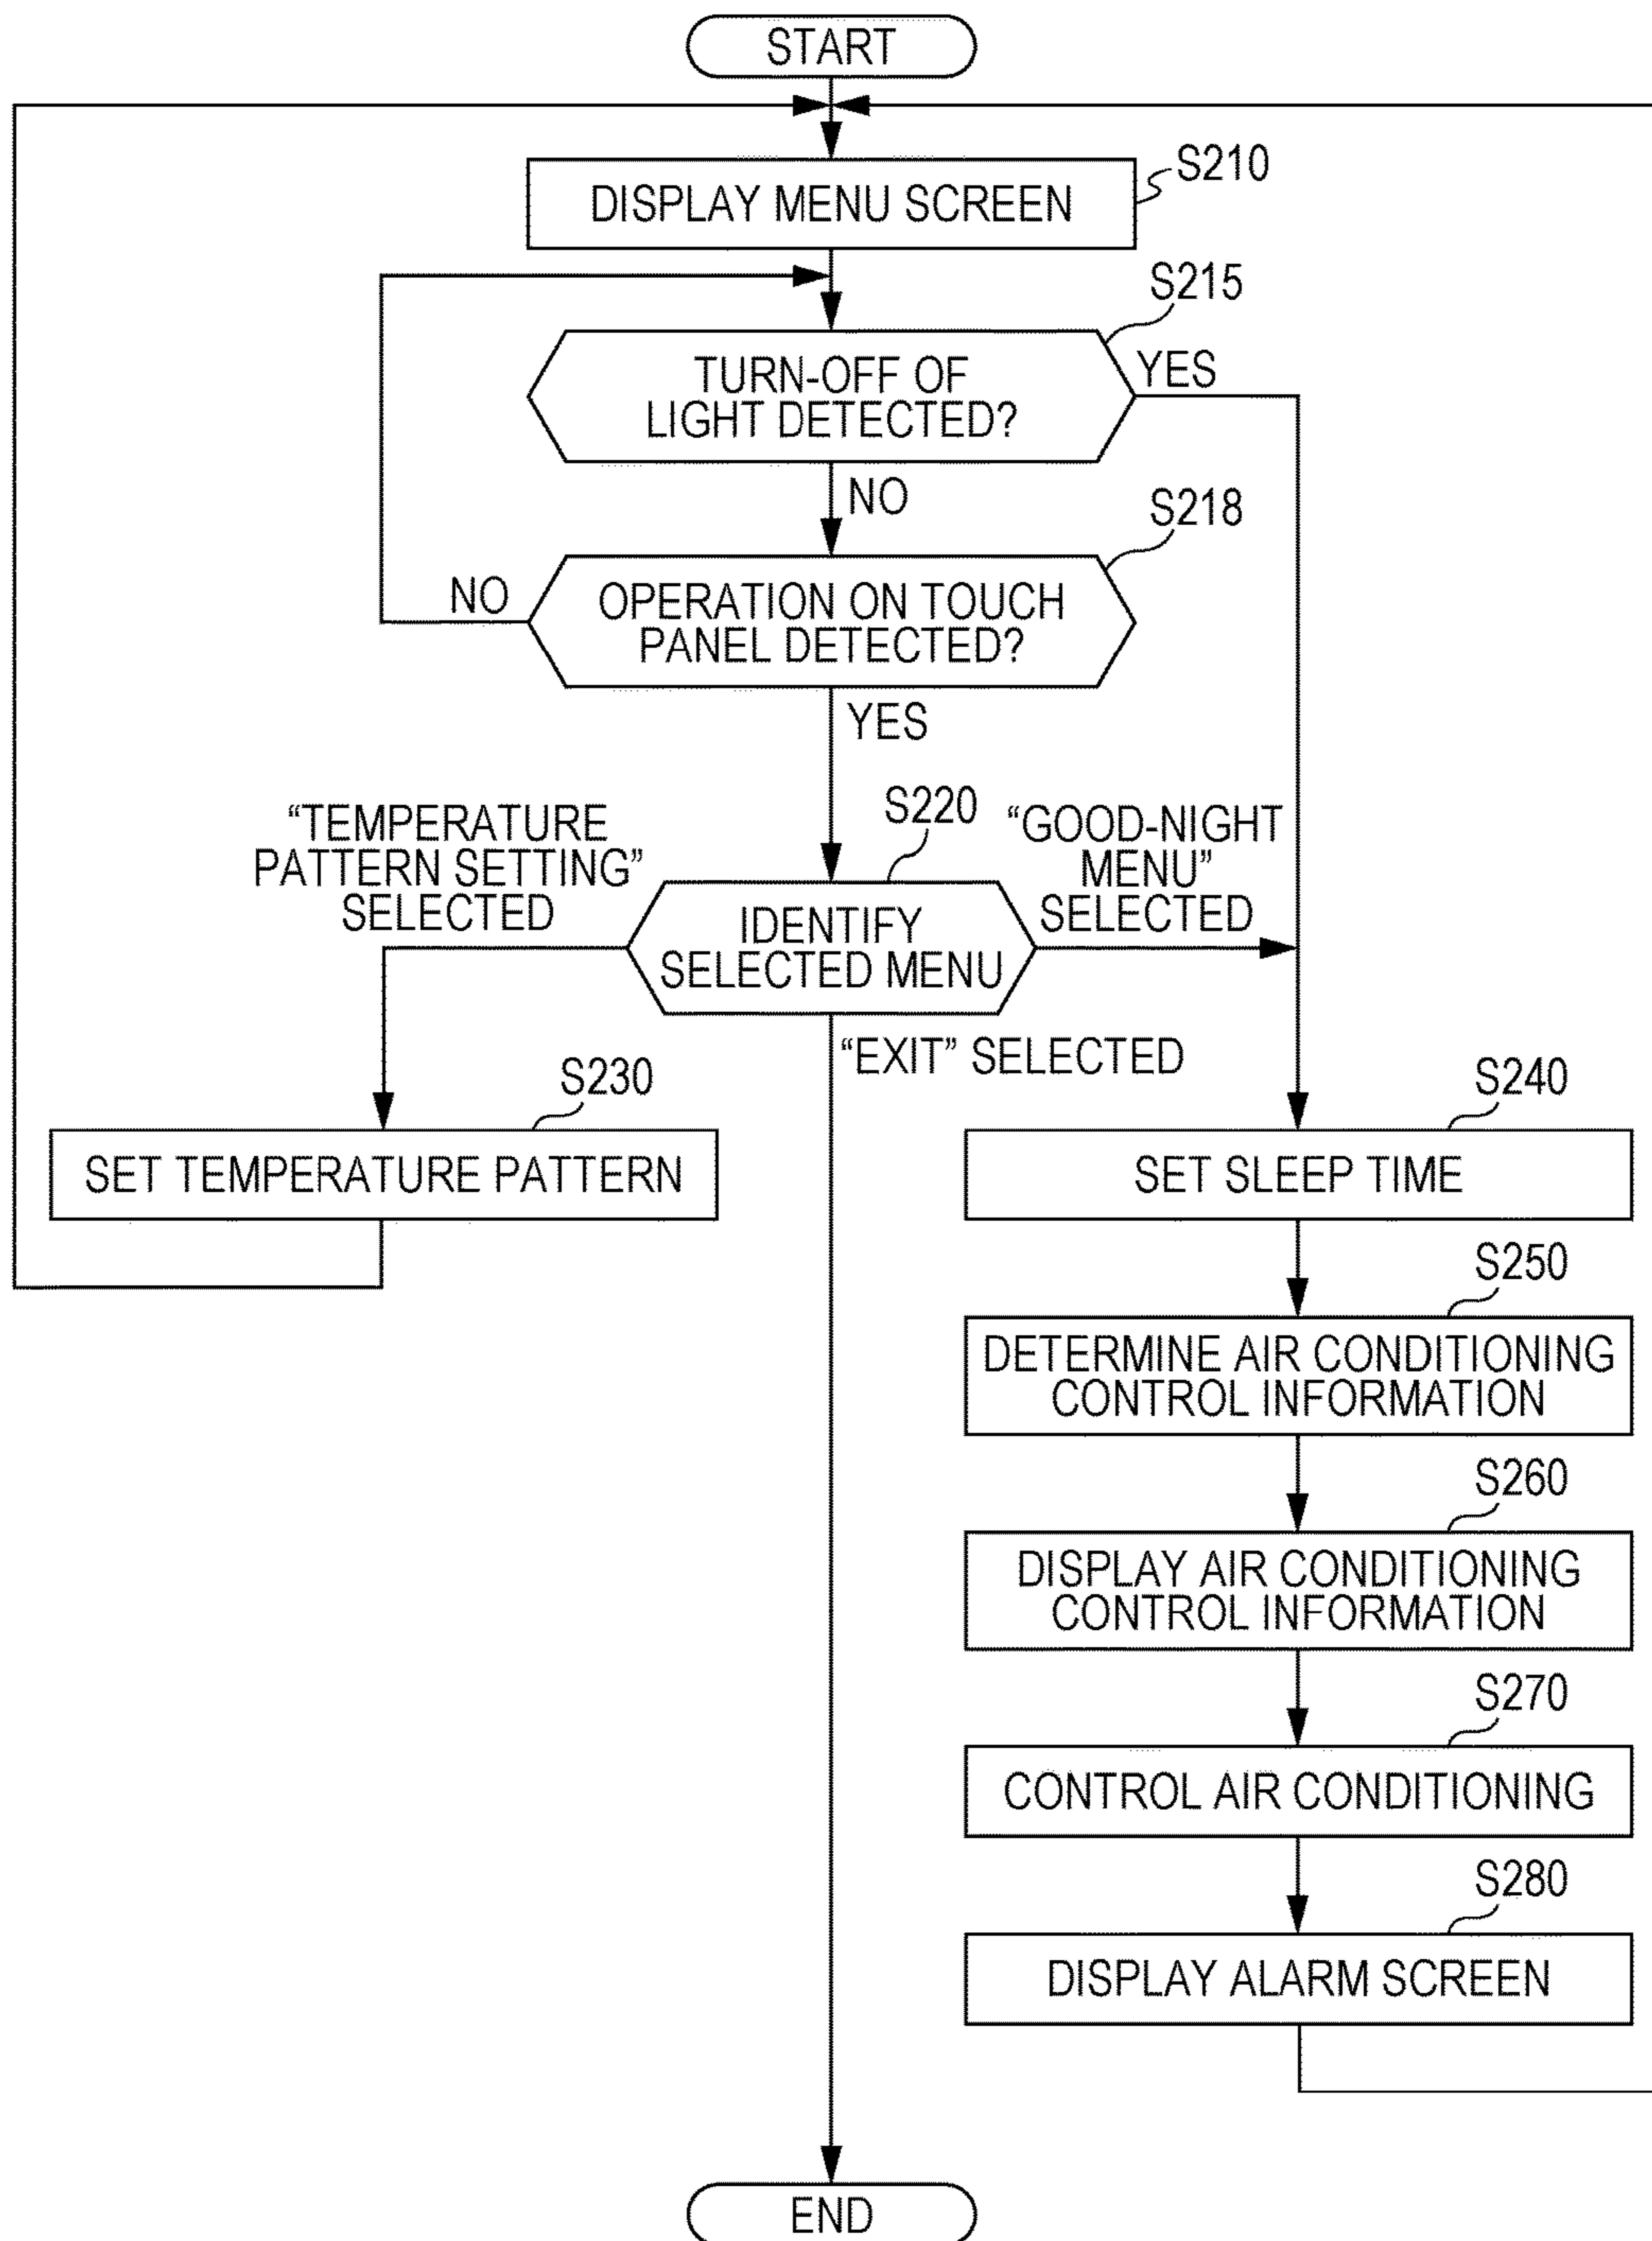 START
S210
DISPLAY MENU SCREEN
S215
TURN-OFF OF
LIGHT DETECTED?
YES
NO
S218
OPERATION ON TOUCH
PANEL DETECTED?
NO
YES
S220
“TEMPERATURE
PATTERN SETTING”
SELECTED
“GOOD-NIGHT
MENU”
SELECTED
IDENTIFY
SELECTED MENU
“EXIT” SELECTED
S230
SET TEMPERATURE PATTERN
S240
SET SLEEP TIME
S250
DETERMINE AIR CONDITIONING
CONTROL INFORMATION
S260
DISPLAY AIR CONDITIONING
CONTROL INFORMATION
S270
CONTROL AIR CONDITIONING
S280
DISPLAY ALARM SCREEN
END